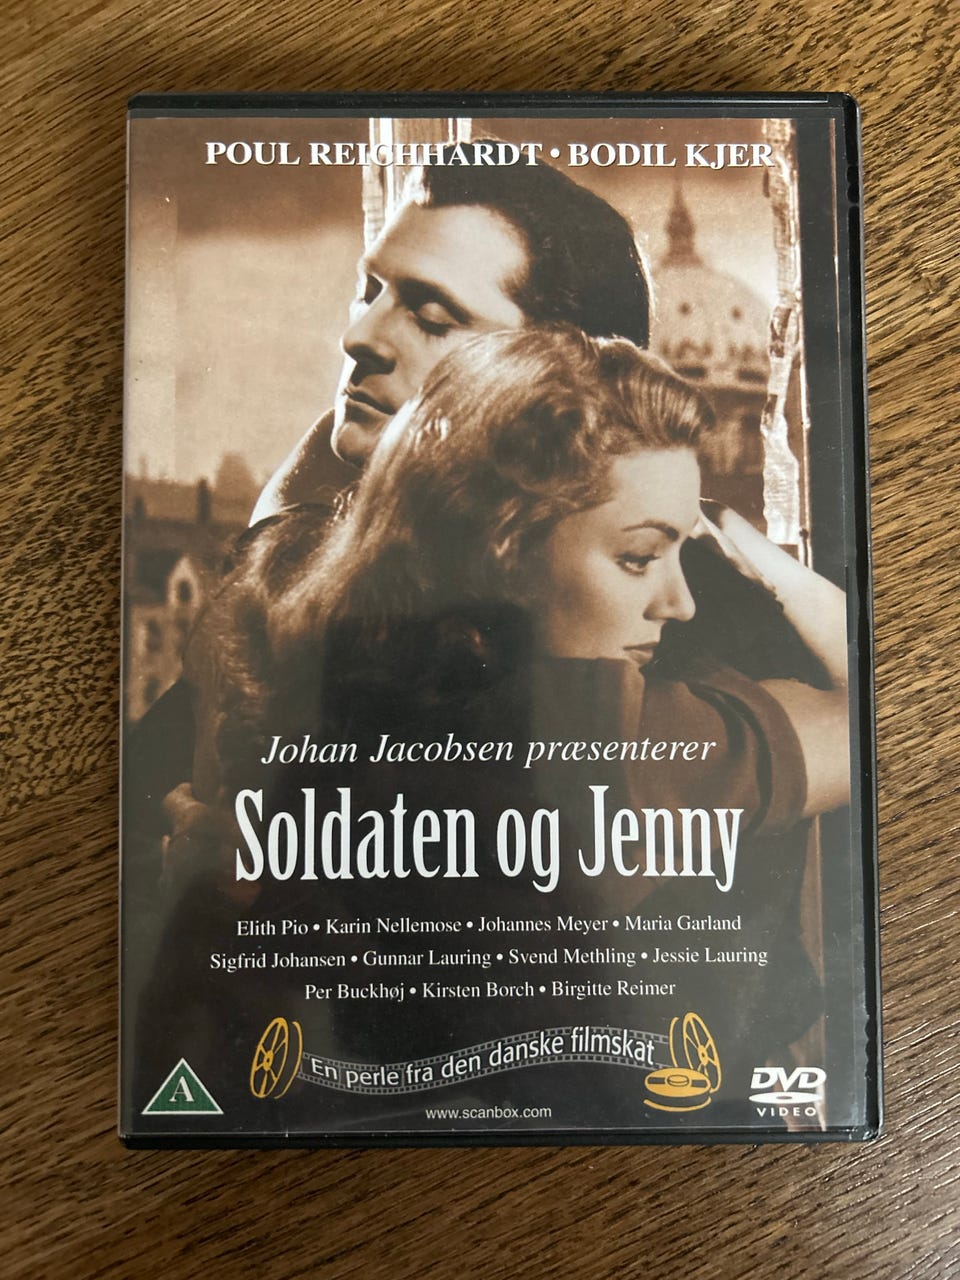 POUL REICHHARDT • BODIL KJER
Johan Jacobsen præsenterer
Soldaten og Jenny
Elith Pio • Karin Nellemose • Johannes Meyer • Maria Garland
Sigfrid Johansen • Gunnar Lauring • Svend Methling • Jessie Lauring
Per Buckhøj • Kirsten Borch • Birgitte Reimer
En perle fra den danske filmskat
A
www.scanbox.com
DVD
VIDEO